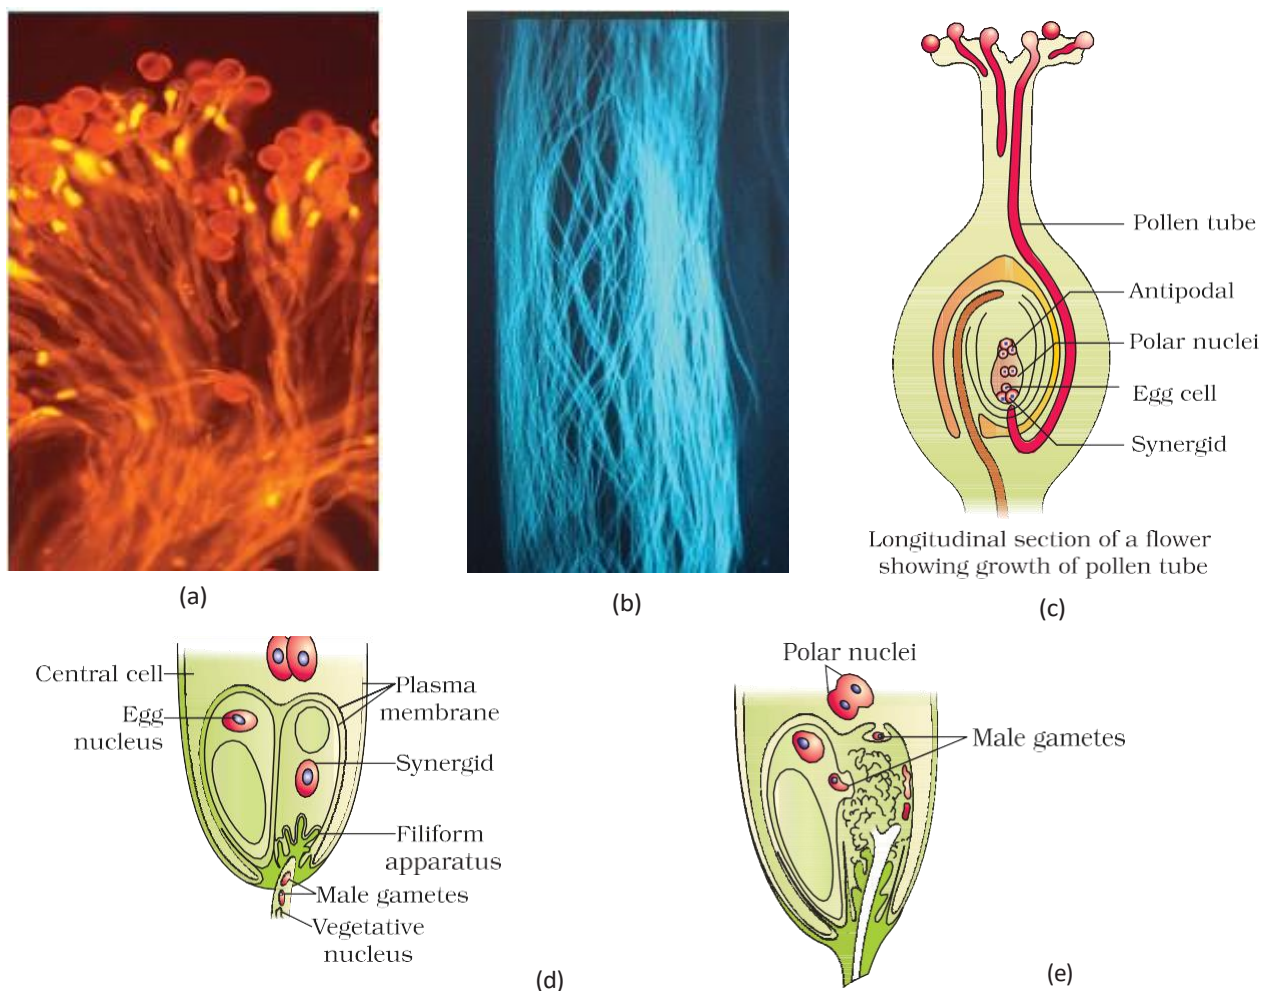 Pollen tube
Antipodal
Polar nuclei
Egg cell
Synergid
Longitudinal section of a flower
showing growth of pollen tube
(a)
(b)
(c)
Central cell
Egg
nucleus
Plasma
membrane
Synergid
Filiform
apparatus
Male gametes
Vegetative
nucleus
(d)
Polar nuclei
Male gametes
(e)